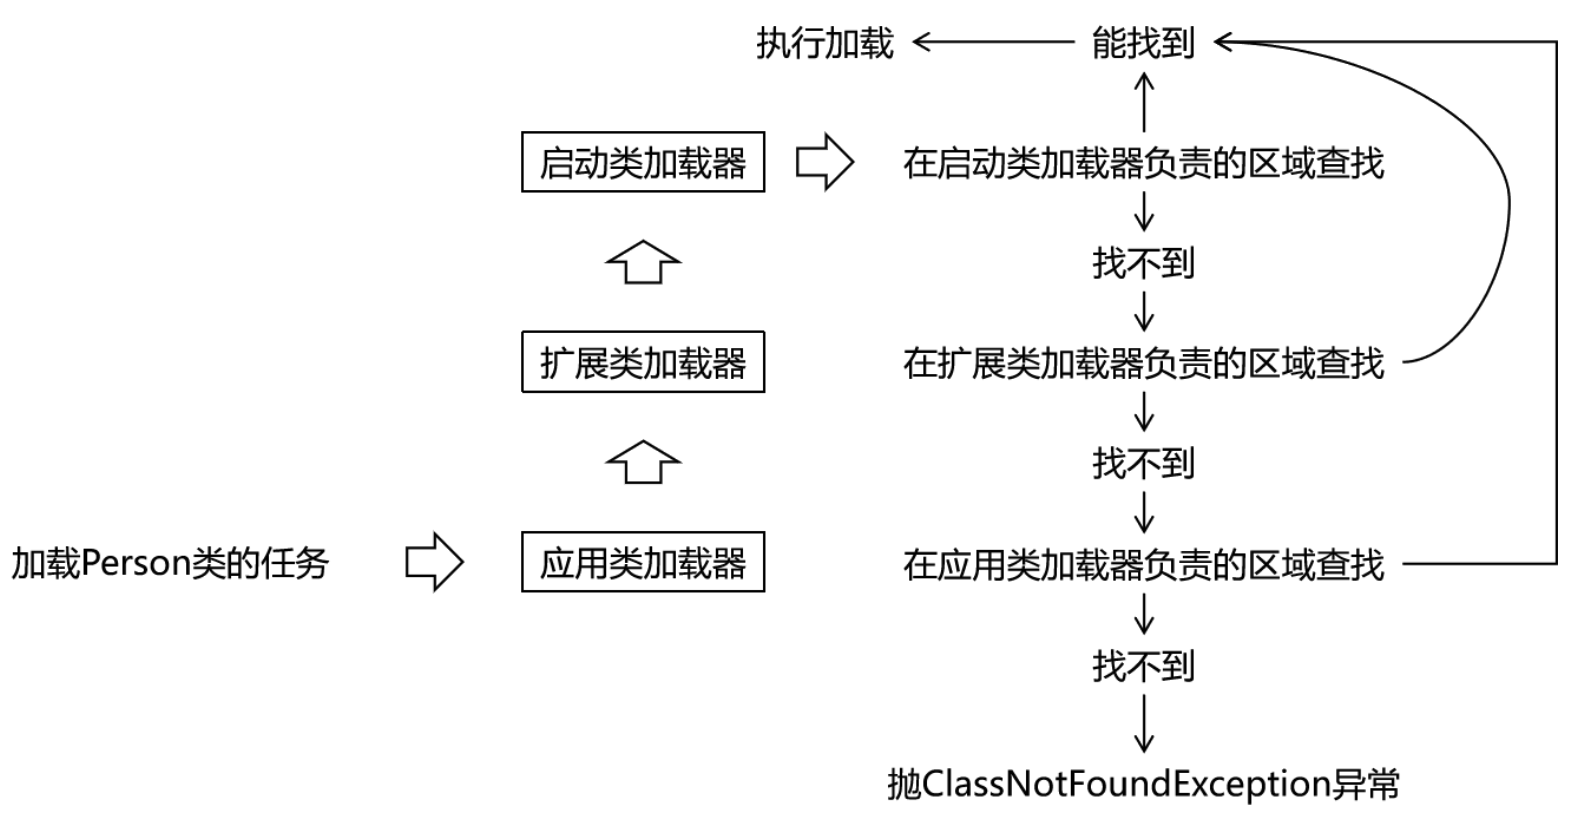 执行加载
能找到
启动类加载器
在启动类加载器负责的区域查找
找不到
扩展类加载器
在扩展类加载器负责的区域查找
找不到
加载Person类的任务
应用类加载器
在应用类加载器负责的区域查找
找不到
抛ClassNotFoundException异常